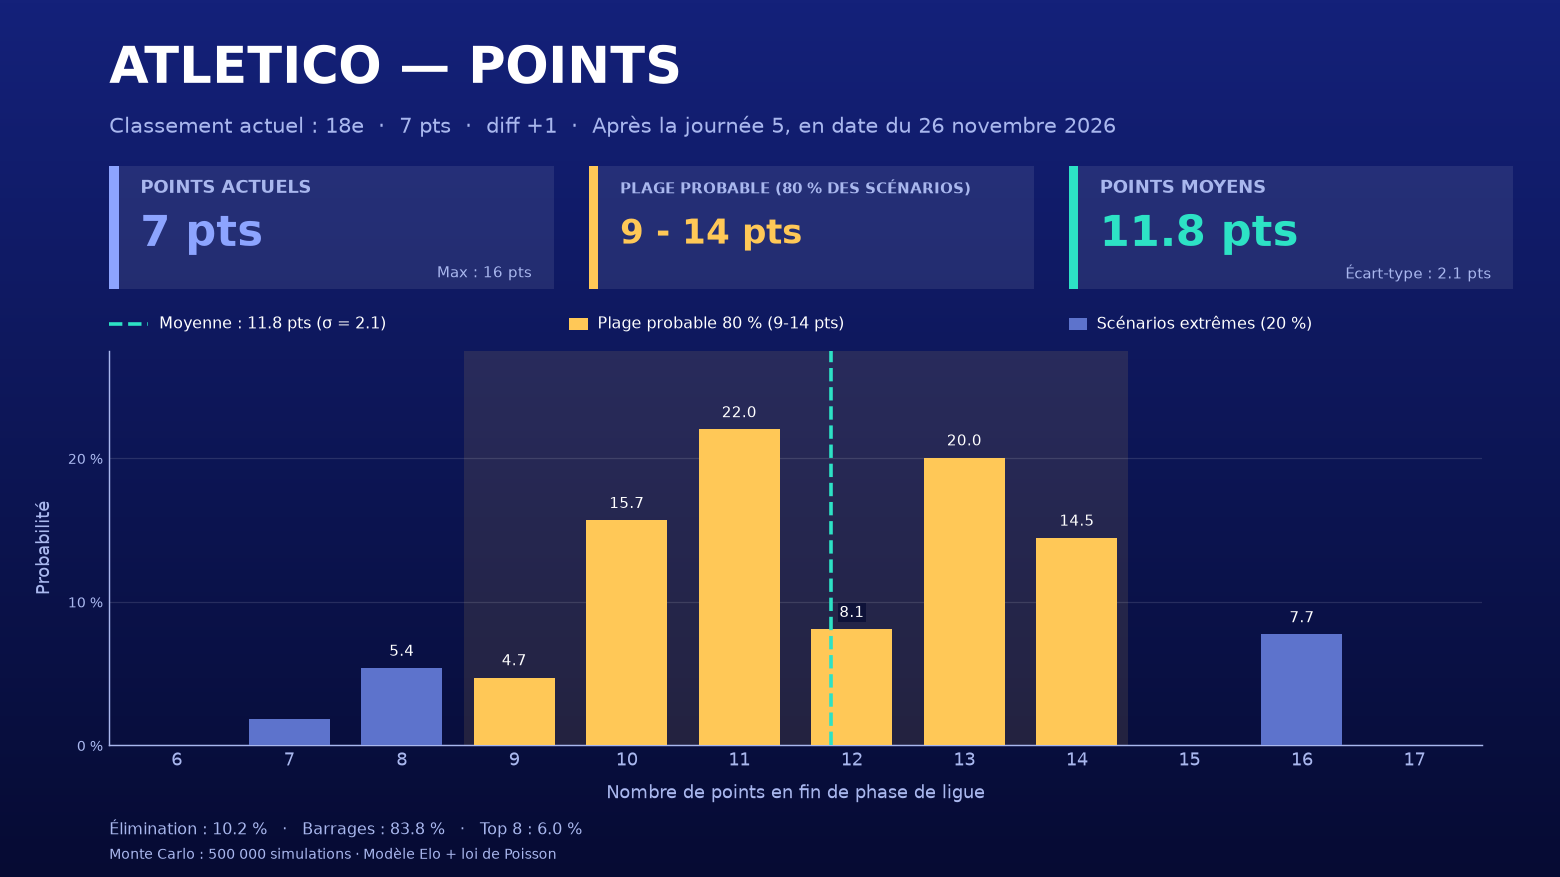 ATLETICO — POINTS
Classement actuel : 18e · 7 pts · diff +1 · Après la journée 5, en date du 26 novembre 2026
POINTS ACTUELS
7 pts
Max : 16 pts
PLAGE PROBABLE (80 % DES SCÉNARIOS)
9 - 14 pts
POINTS MOYENS
11.8 pts
Écart-type : 2.1 pts
Moyenne : 11.8 pts (σ = 2.1)
Plage probable 80 % (9-14 pts)
Scénarios extrêmes (20 %)
Probabilité
20 %
10 %
0 %
5.4
4.7
15.7
22.0
8.1
20.0
14.5
7.7
6 7 8 9 10 11 12 13 14 15 16 17
Nombre de points en fin de phase de ligue
Élimination : 10.2 % · Barrages : 83.8 % · Top 8 : 6.0 %
Monte Carlo : 500 000 simulations · Modèle Elo + loi de Poisson